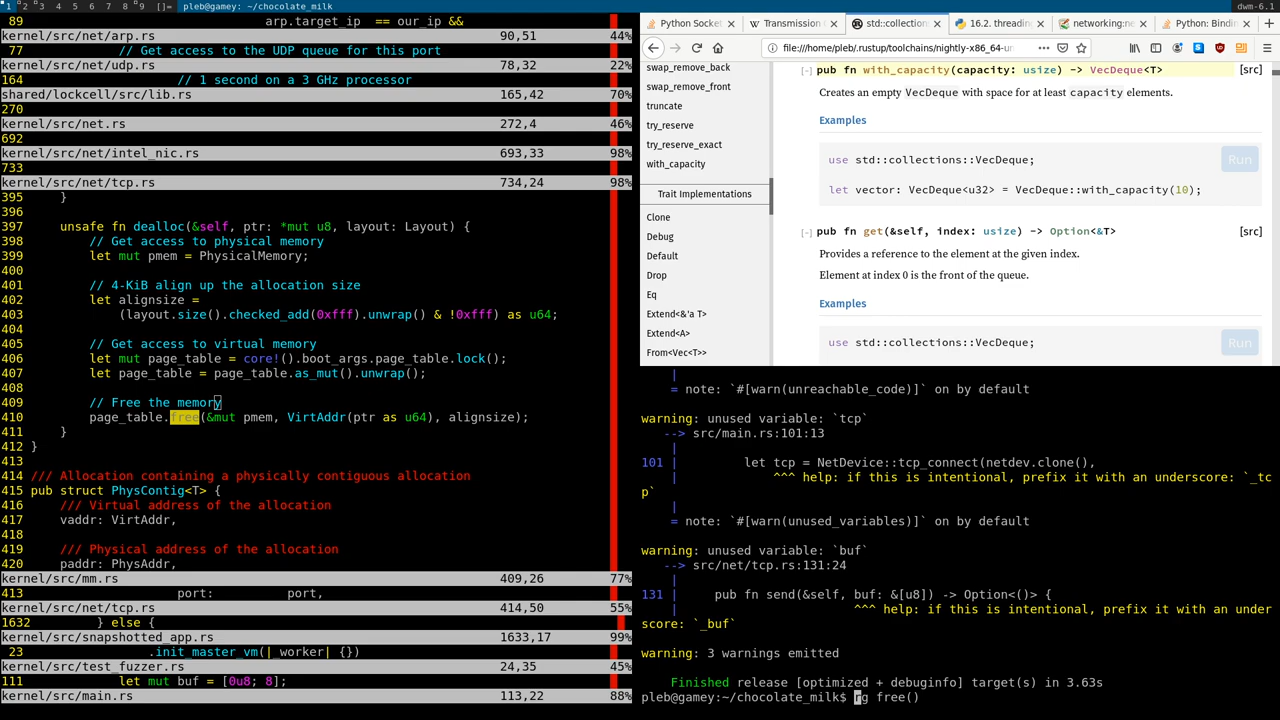 1 2 3 4 5 6 7 8 9 []= pleb@gamey: ~/chocolate_milk dwm-6.1
89 arp.target_ip == our_ip &&
kernel/src/net/arp.rs 90,51 44%
77 // Get access to the UDP queue for this port
kernel/src/net/udp.rs 78,32 22%
164 // 1 second on a 3 GHz processor
shared/lockcell/src/lib.rs 165,42 70%
270
kernel/src/net.rs 272,4 46%
692
kernel/src/net/intel_nic.rs 693,33 98%
733
kernel/src/net/tcp.rs 734,24 98%
395 }
396
397 unsafe fn dealloc(&self, ptr: *mut u8, layout: Layout) {
398 // Get access to physical memory
399 let mut pmem = PhysicalMemory;
400
401 // 4-KiB align up the allocation size
402 let alignsize =
403 (layout.size().checked_add(0xfff).unwrap() & !0xfff) as u64;
404
405 // Get access to virtual memory
406 let mut page_table = core!().boot_args.page_table.lock();
407 let page_table = page_table.as_mut().unwrap();
408
409 // Free the memory
410 page_table.free(&mut pmem, VirtAddr(ptr as u64), alignsize);
411 }
412 }
413
414 /// Allocation containing a physically contiguous allocation
415 pub struct PhysContig<T> {
416 /// Virtual address of the allocation
417 vaddr: VirtAddr,
418
419 /// Physical address of the allocation
420 paddr: PhysAddr,
kernel/src/mm.rs 409,26 77%
413 port: port,
kernel/src/net/tcp.rs 414,50 55%
1632 } else {
kernel/src/snapshotted_app.rs 1633,17 99%
23 .init_master_vm(|_worker| {})
kernel/src/test_fuzzer.rs 24,35 45%
111 let mut buf = [0u8; 8];
kernel/src/main.rs 113,22 88%
Python Socket Transmission std::collection 16.2. threading networking:ne Python: Bindin
file:///home/pleb/.rustup/toolchains/nightly-x86_64-u
swap_remove_back
swap_remove_front
truncate
try_reserve
try_reserve_exact
with_capacity
Trait Implementations
Clone
Debug
Default
Drop
Eq
Extend<&'a T>
Extend<A>
From<Vec<T>>
[-] pub fn with_capacity(capacity: usize) -> VecDeque<T> [src]
Creates an empty VecDeque with space for at least capacity elements.
Examples
use std::collections::VecDeque; Run
let vector: VecDeque<u32> = VecDeque::with_capacity(10);
[-] pub fn get(&self, index: usize) -> Option<&T> [src]
Provides a reference to the element at the given index.
Element at index 0 is the front of the queue.
Examples
use std::collections::VecDeque; Run
|
= note: `#[warn(unreachable_code)]` on by default
warning: unused variable: `tcp`
--> src/main.rs:101:13
|
101 | let tcp = NetDevice::tcp_connect(netdev.clone(),
| ^^^ help: if this is intentional, prefix it with an underscore: `_tc
p`
|
= note: `#[warn(unused_variables)]` on by default
warning: unused variable: `buf`
--> src/net/tcp.rs:131:24
|
131 | pub fn send(&self, buf: &[u8]) -> Option<()> {
| ^^^ help: if this is intentional, prefix it with an under
score: `_buf`
warning: 3 warnings emitted
Finished release [optimized + debuginfo] target(s) in 3.63s
pleb@gamey:~/chocolate_milk$ rg free()